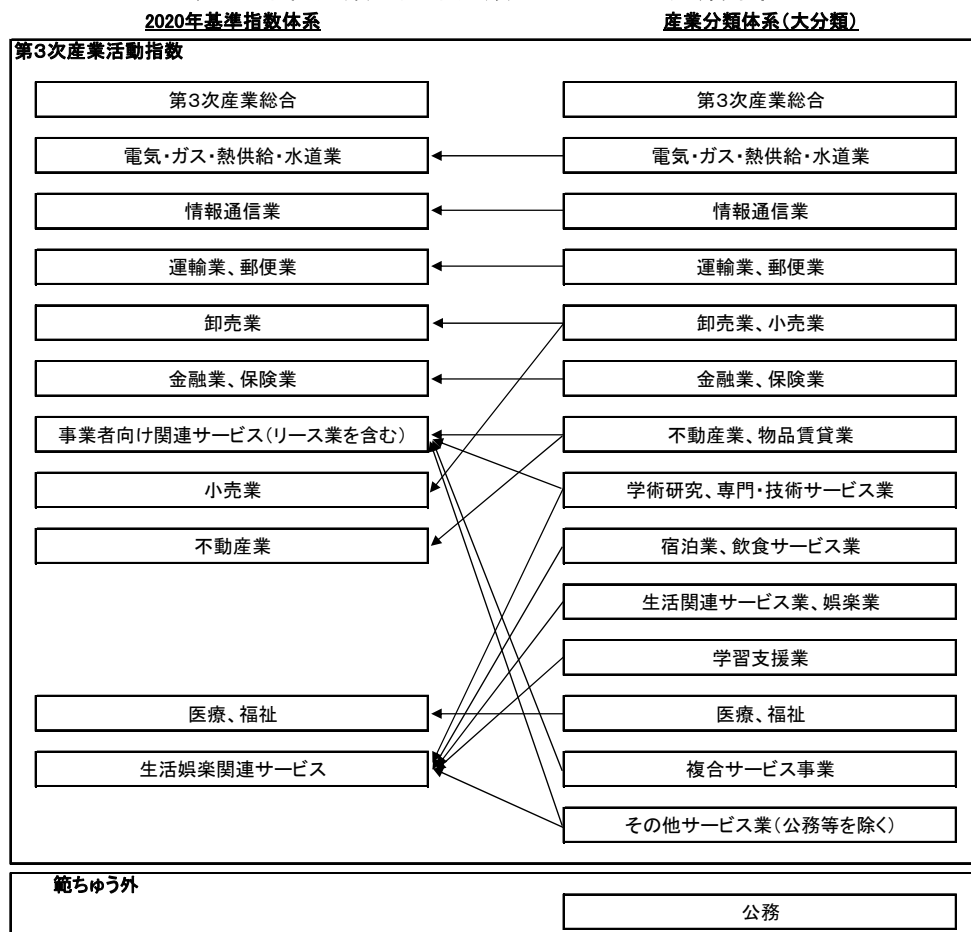 2020年基準指数体系
産業分類体系(大分類)
第3次産業活動指数
第3次産業総合
第3次産業総合
電気・ガス・熱供給・水道業
電気・ガス・熱供給・水道業
情報通信業
情報通信業
運輸業、郵便業
運輸業、郵便業
卸売業
卸売業、小売業
金融業、保険業
金融業、保険業
事業者向け関連サービス(リース業を含む)
不動産業、物品賃貸業
小売業
学術研究、専門・技術サービス業
不動産業
宿泊業、飲食サービス業
生活関連サービス業、娯楽業
学習支援業
医療、福祉
医療、福祉
生活娯楽関連サービス
複合サービス事業
その他サービス業(公務等を除く)
範ちゅう外
公務